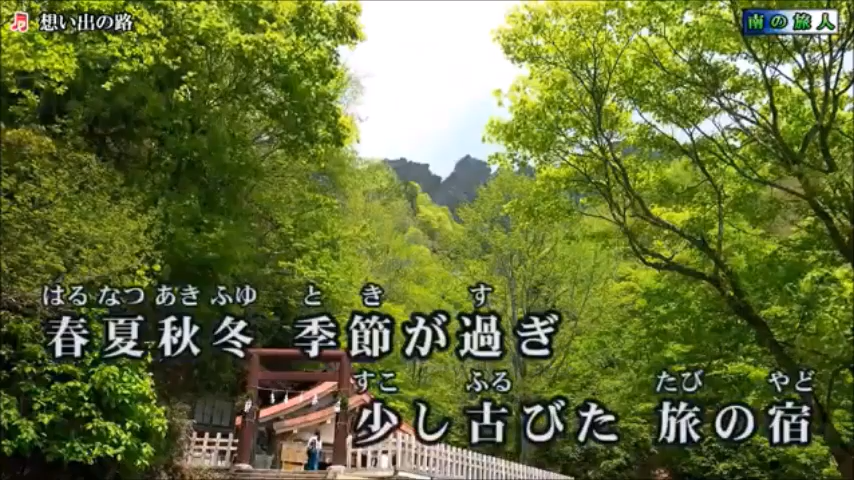 想い出の路
南の旅人
はる なつ あき ふゆ とき す
春夏秋冬 季節が過ぎ
すこ ふる たび やど
少し古びた 旅の宿